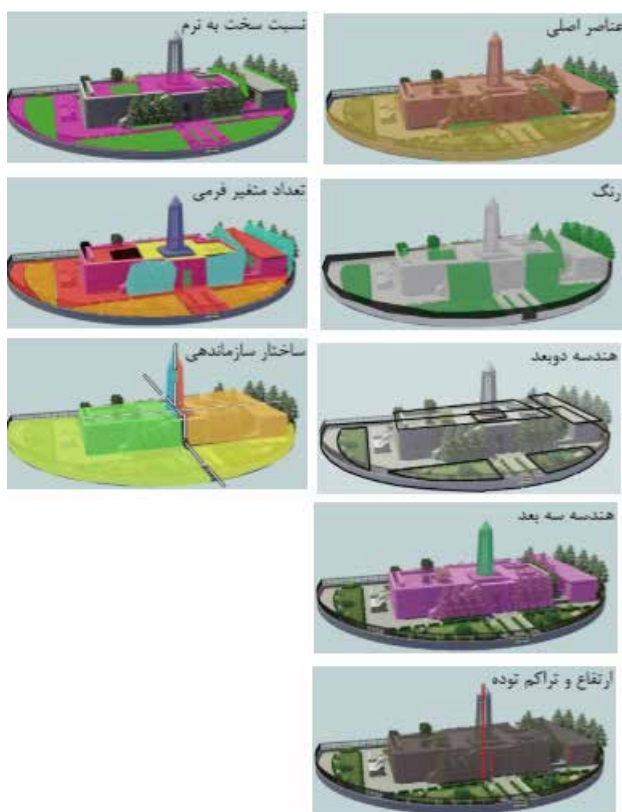 عناصر اصلی
نسبت سخت به نرم
رنگ
تعداد متغیر فرمی
هندسه دوبعد
ساختار سازماندهی
هندسه سه بعد
ارتفاع و تراکم توده